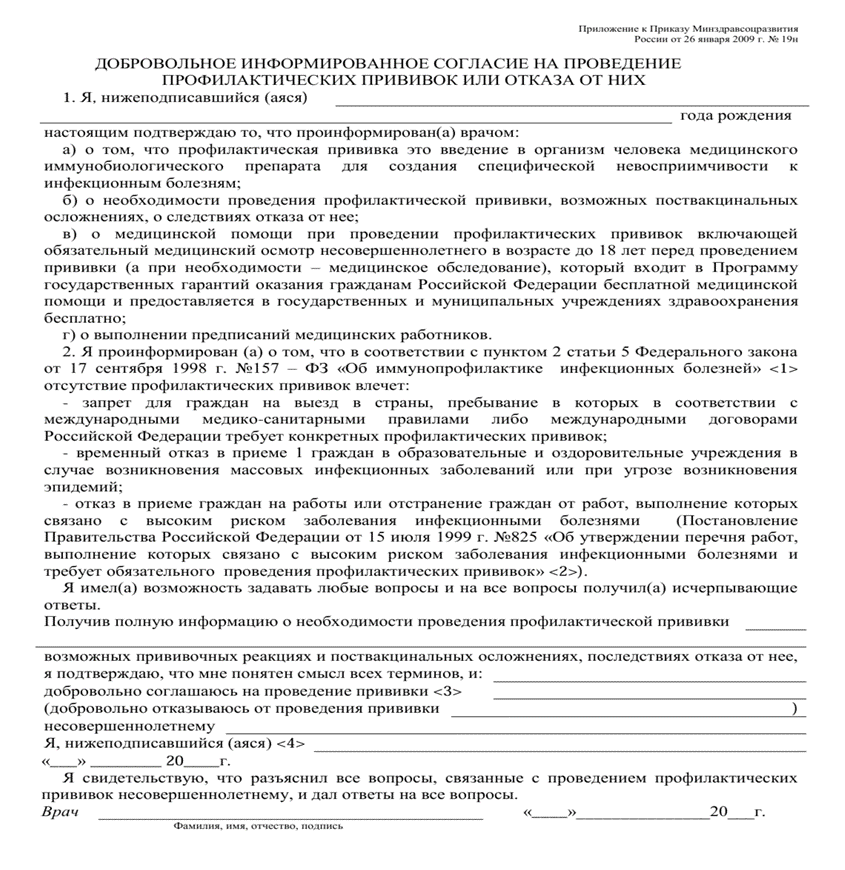 Приложение к Приказу Минздравсоцразвития
России от 26 января 2009 г. № 19н
ДОБРОВОЛЬНОЕ ИНФОРМИРОВАННОЕ СОГЛАСИЕ НА ПРОВЕДЕНИЕ
ПРОФИЛАКТИЧЕСКИХ ПРИВИВОК ИЛИ ОТКАЗА ОТ НИХ
1. Я, нижеподписавшийся (аяся) ____________
____________ года рождения
настоящим подтверждаю то, что проинформирован(а) врачом:
а) о том, что профилактическая прививка это введение в организм человека медицинского
иммунобиологического препарата для создания специфической невосприимчивости к
инфекционным болезням;
б) о необходимости проведения профилактической прививки, возможных поствакцинальных
осложнениях, о следствиях отказа от нее;
в) о медицинской помощи при проведении профилактических прививок включающей
обязательный медицинский осмотр несовершеннолетнего в возрасте до 18 лет перед проведением
прививки (а при необходимости – медицинское обследование), который входит в Программу
государственных гарантий оказания гражданам Российской Федерации бесплатной медицинской
помощи и предоставляется в государственных и муниципальных учреждениях здравоохранения
бесплатно;
г) о выполнении предписаний медицинских работников.
2. Я проинформирован (а) о том, что в соответствии с пунктом 2 статьи 5 Федерального закона
от 17 сентября 1998 г. №157 – ФЗ «Об иммунопрофилактике инфекционных болезней» <1>
отсутствие профилактических прививок влечет:
- запрет для граждан на выезд в страны, пребывание в которых в соответствии с
международными медико-санитарными правилами либо международными договорами
Российской Федерации требует конкретных профилактических прививок;
- временный отказ в приеме 1 граждан в образовательные и оздоровительные учреждения в
случае возникновения массовых инфекционных заболеваний или при угрозе возникновения
эпидемий;
- отказ в приеме граждан на работы или отстранение граждан от работ, выполнение которых
связано с высоким риском заболевания инфекционными болезнями (Постановление
Правительства Российской Федерации от 15 июля 1999 г. №825 «Об утверждении перечня работ,
выполнение которых связано с высоким риском заболевания инфекционными болезнями и
требует обязательного проведения профилактических прививок» <2>).
Я имел(а) возможность задавать любые вопросы и на все вопросы получил(а) исчерпывающие
ответы.
Получив полную информацию о необходимости проведения профилактической прививки ______
____________
возможных прививочных реакциях и поствакцинальных осложнениях, последствиях отказа от нее,
я подтверждаю, что мне понятен смысл всех терминов, и: ____________
добровольно соглашаюсь на проведение прививки <3> ____________
(добровольно отказываюсь от проведения прививки ____________)
несовершеннолетнему ____________
Я, нижеподписавшийся (аяся) <4> ____________
«___» ________ 20____г.
Я свидетельствую, что разъяснил все вопросы, связанные с проведением профилактических
прививок несовершеннолетнему, и дал ответы на все вопросы.
Врач ____________ «____»_______________20___г.
Фамилия, имя, отчество, подпись